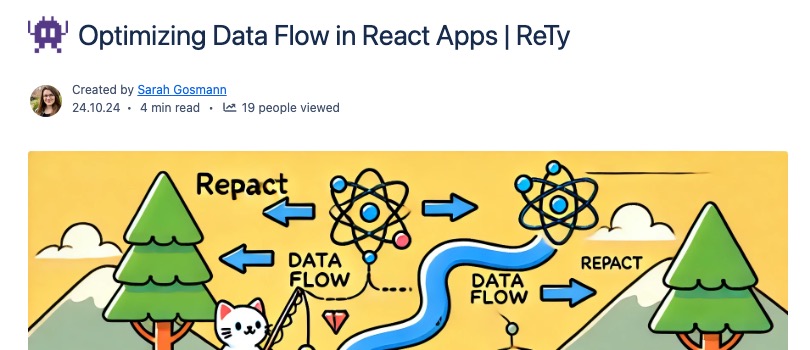 Optimizing Data Flow in React Apps | ReTy
Created by Sarah Gosmann
24.10.24 • 4 min read • 19 people viewed
Repact
DATA
FLOW
DATA
FLOW
REPACT